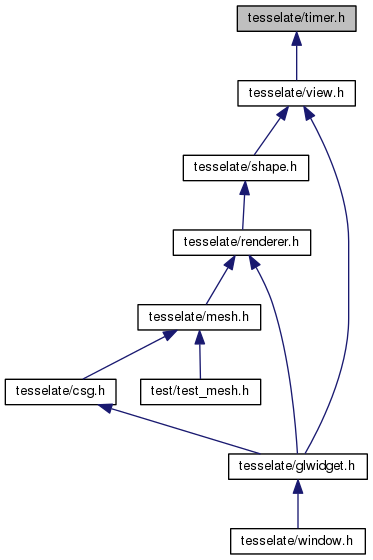 tesselate/timer.h
tesselate/view.h
tesselate/shape.h
tesselate/renderer.h
tesselate/mesh.h
tesselate/csg.h
test/test_mesh.h
tesselate/glwidget.h
tesselate/window.h